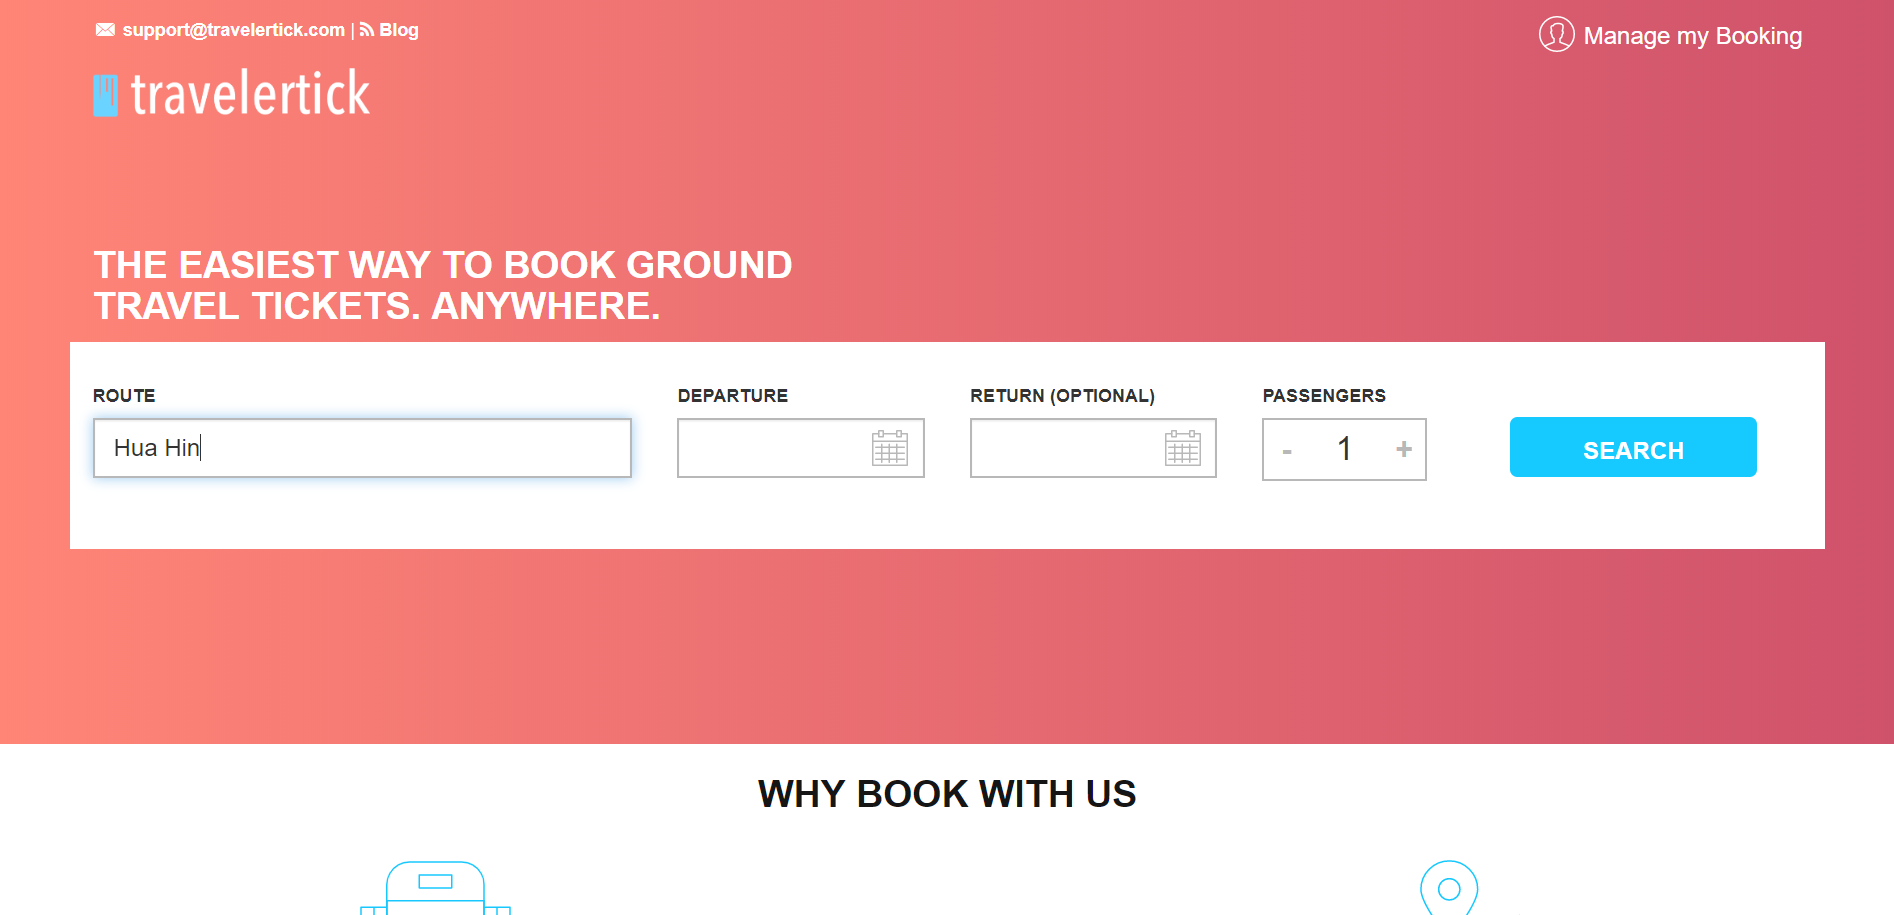 support@travelertick.com | Blog
Manage my Booking
travelertick
THE EASIEST WAY TO BOOK GROUND
TRAVEL TICKETS. ANYWHERE.
ROUTE
DEPARTURE
RETURN (OPTIONAL)
PASSENGERS
Hua Hin
- 1 +
SEARCH
WHY BOOK WITH US